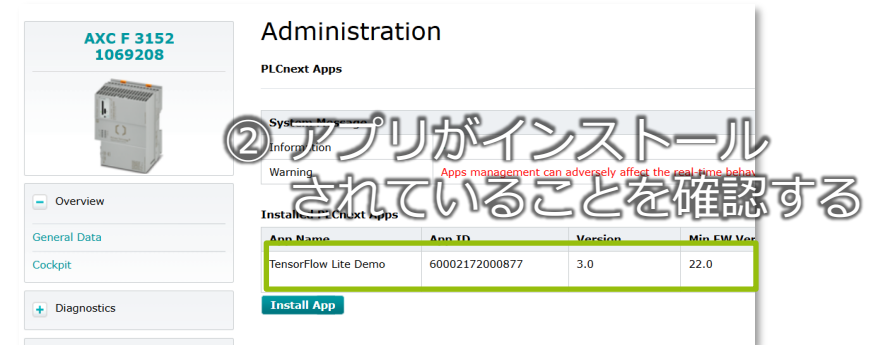 AXC F 3152
1069208
Overview
General Data
Cockpit
Diagnostics
Administration
PLCnext Apps
System Message
Information
Warning Apps management can adversely affect the real-time behav
② アプリがインストール
されていることを確認する
Installed PLCnext Apps
App Name App ID Version Min FW Ver
TensorFlow Lite Demo 60002172000877 3.0 22.0
Install App